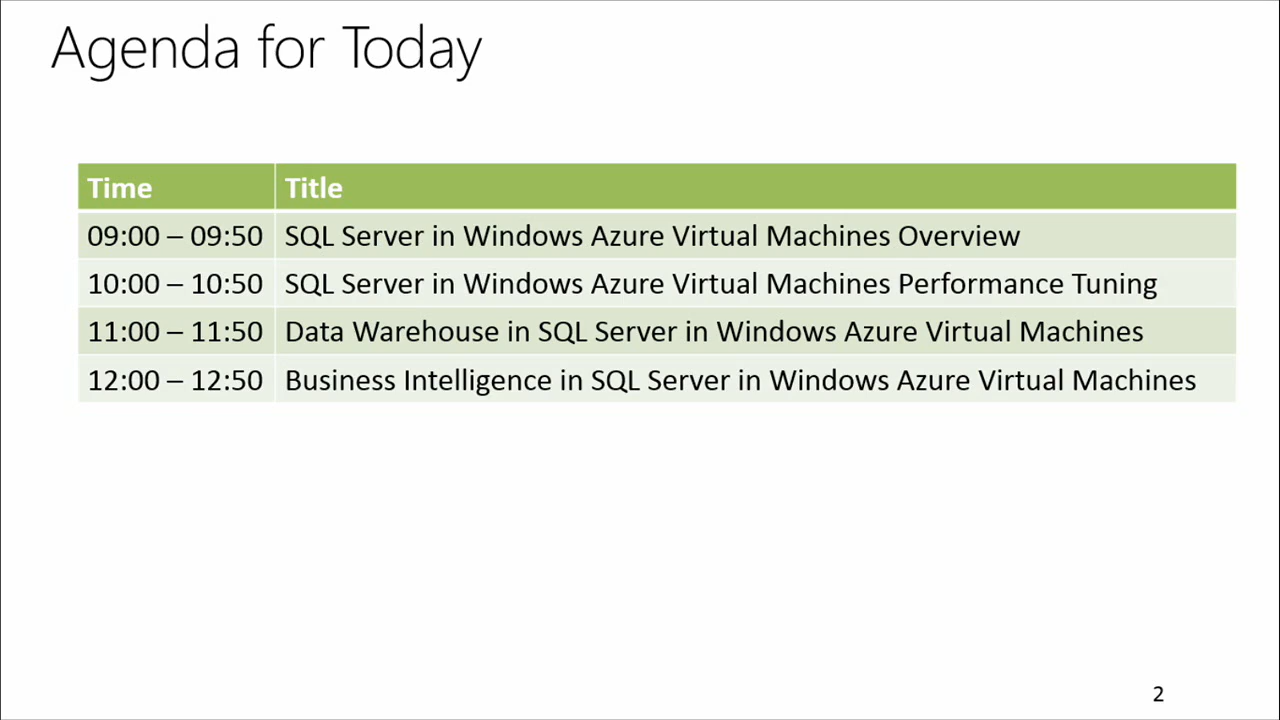 Agenda for Today
Time Title
09:00 – 09:50 SQL Server in Windows Azure Virtual Machines Overview
10:00 – 10:50 SQL Server in Windows Azure Virtual Machines Performance Tuning
11:00 – 11:50 Data Warehouse in SQL Server in Windows Azure Virtual Machines
12:00 – 12:50 Business Intelligence in SQL Server in Windows Azure Virtual Machines
2